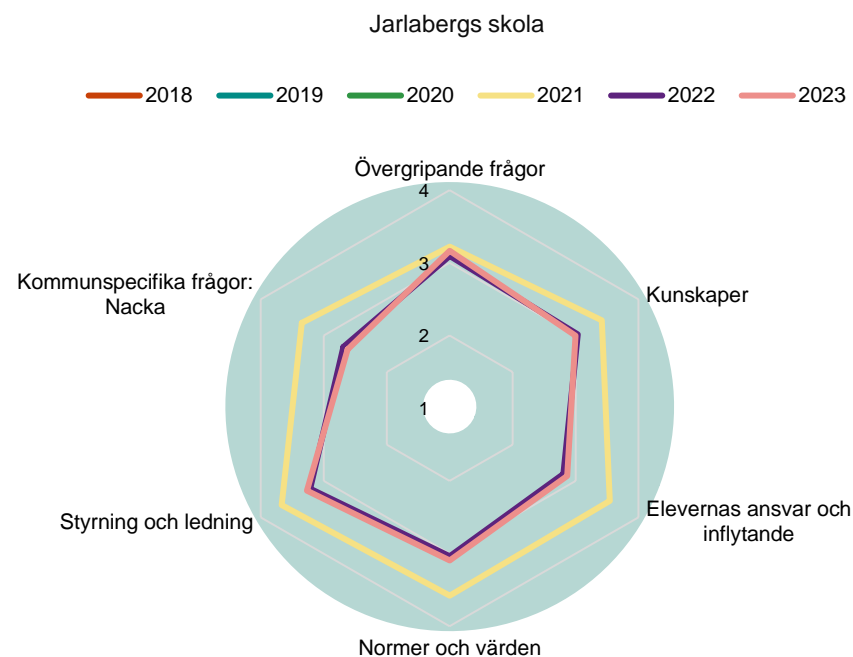 Jarlabergs skola
2018 2019 2020 2021 2022 2023
Övergripande frågor
4
Kommunspecifika frågor:
Nacka
3
Kunskaper
2
1
Styrning och ledning
Elevernas ansvar och
inflytande
Normer och värden